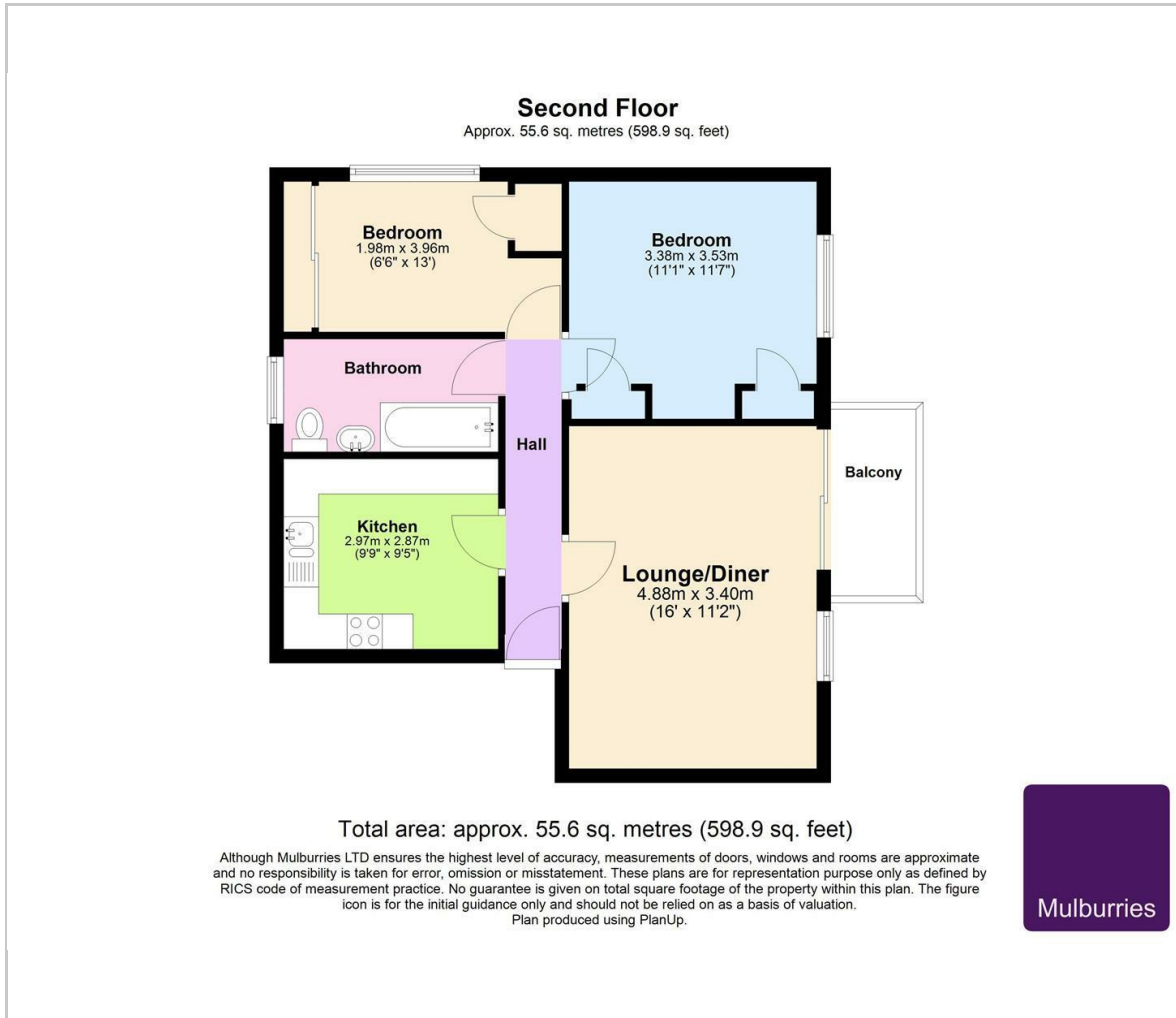 Second Floor
Approx. 55.6 sq. metres (598.9 sq. feet)
Bedroom
1.98m x 3.96m
(6'6" x 13')
Bedroom
3.38m x 3.53m
(11'1" x 11'7")
Bathroom
Hall
Balcony
Kitchen
2.97m x 2.87m
(9'9" x 9'5")
Lounge/Diner
4.88m x 3.40m
(16' x 11'2")
Total area: approx. 55.6 sq. metres (598.9 sq. feet)
Although Mulburries LTD ensures the highest level of accuracy, measurements of doors, windows and rooms are approximate
and no responsibility is taken for error, omission or misstatement. These plans are for representation purpose only as defined by
RICS code of measurement practice. No guarantee is given on total square footage of the property within this plan. The figure
icon is for the initial guidance only and should not be relied on as a basis of valuation.
Plan produced using PlanUp.
Mulburries